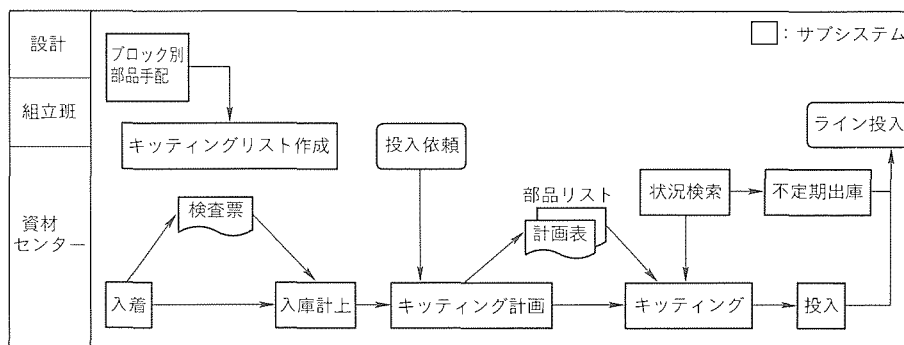 設計
□：サブシステム
ブロック別
部品手配
組立班
キッティングリスト作成
投入依頼
ライン投入
資材
センター
検査票
部品リスト
計画表
状況検索
不定期出庫
入着
入庫計上
キッティング計画
キッティング
投入